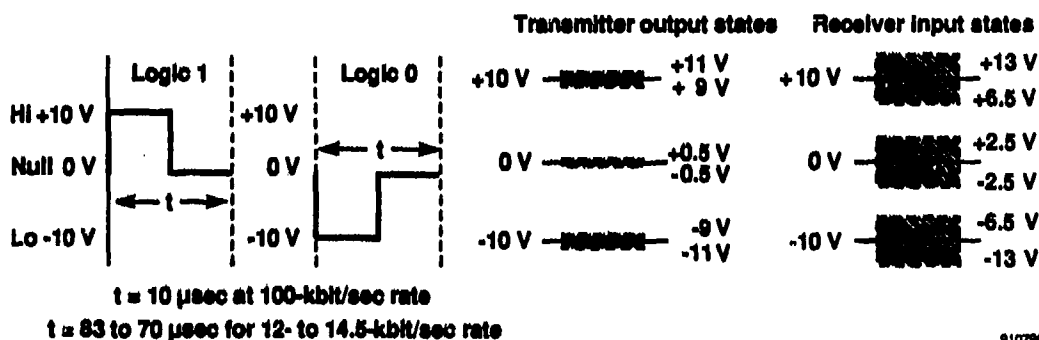 Transmitter output states
Receiver input states
Logic 1
Logic 0
Hi +10 V
Null 0 V
Lo -10 V
t
+10 V
0 V
-10 V
t
+10 V
+11 V
+ 9 V
0 V
+0.5 V
-0.5 V
-10 V
-9 V
-11 V
+10 V
+13 V
+6.5 V
0 V
+2.5 V
-2.5 V
-10 V
-6.5 V
-13 V
t = 10 µsec at 100-kbit/sec rate
t = 83 to 70 µsec for 12- to 14.5-kbit/sec rate